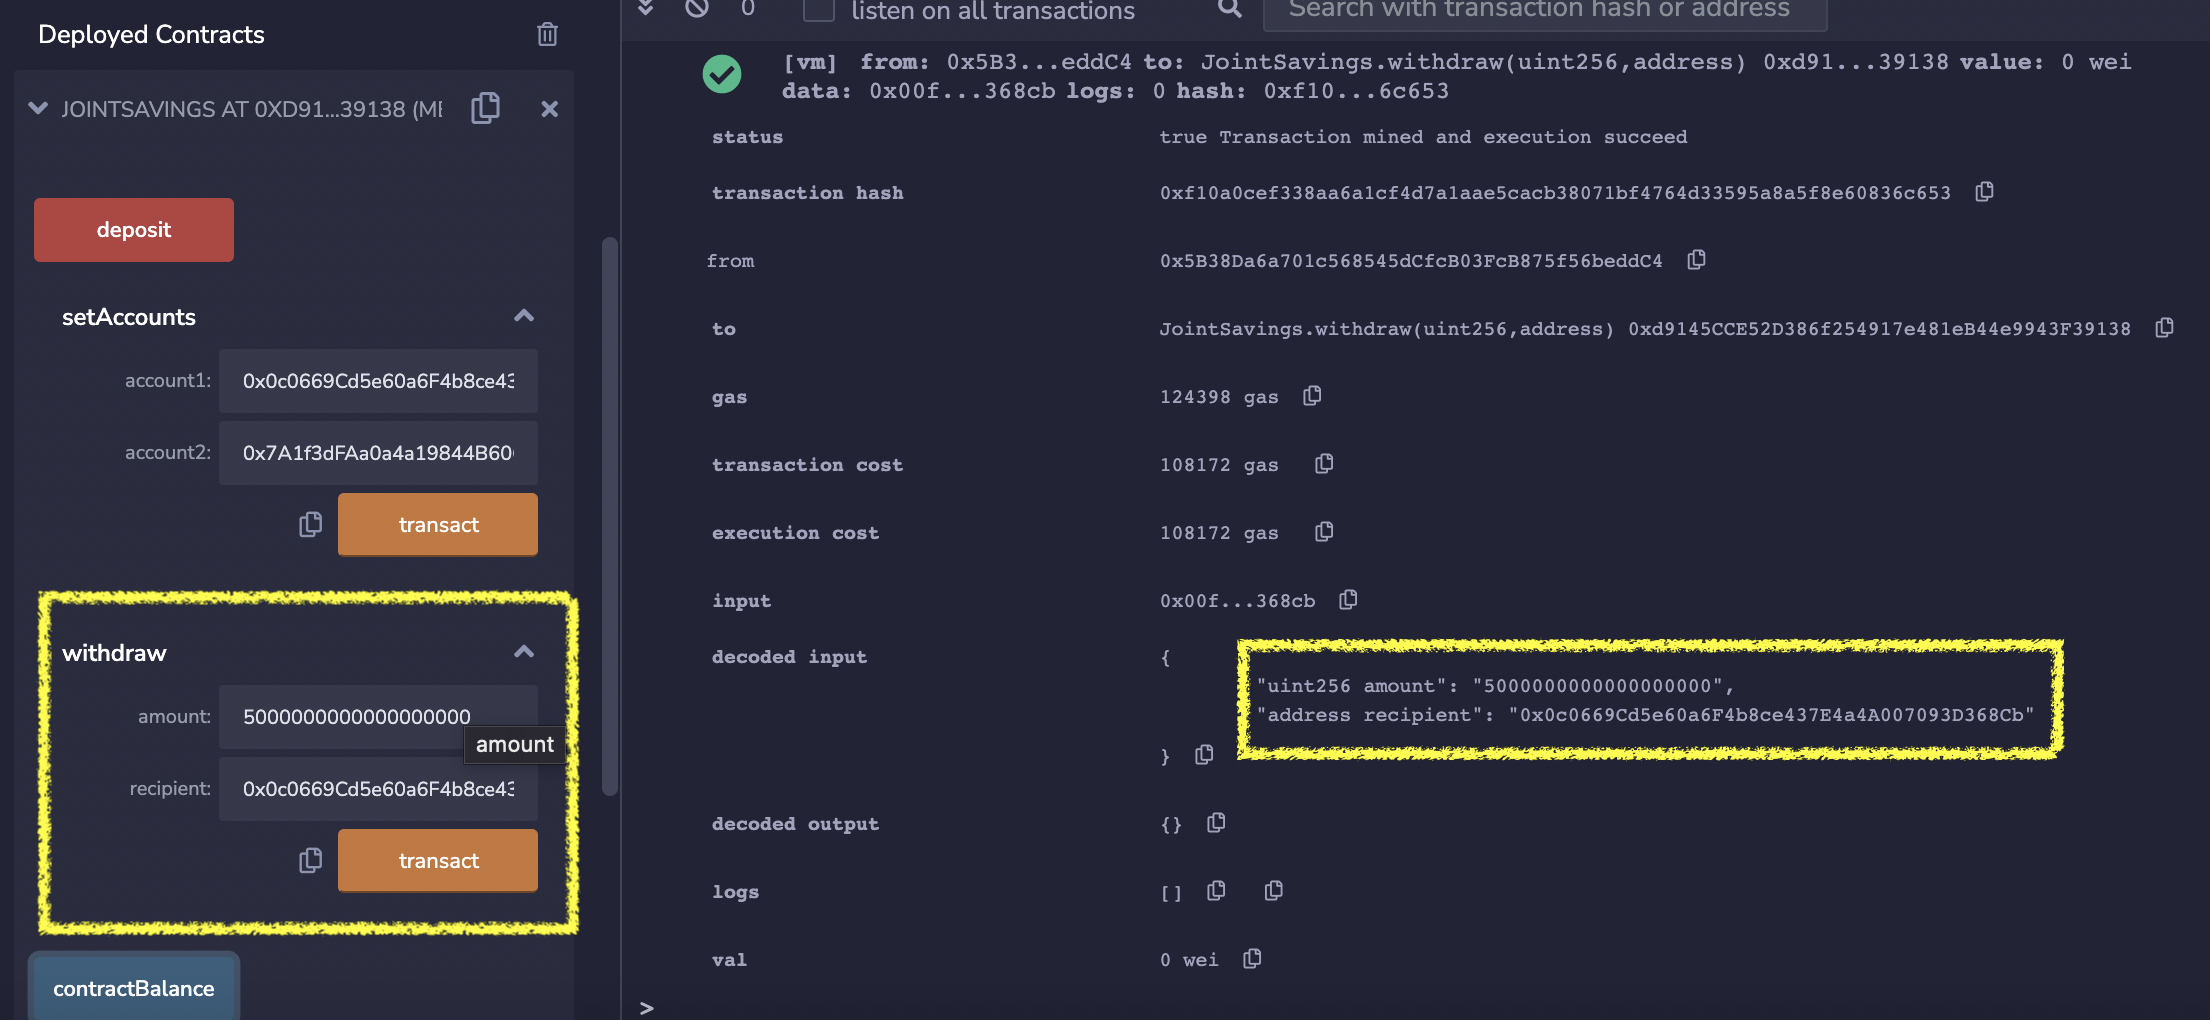 Deployed Contracts
JOINTSAVINGS AT 0XD91...39138 (ME
deposit
setAccounts
account1: 0x0c0669Cd5e60a6F4b8ce43
account2: 0x7A1f3dFAa0a4a19844B60
transact
withdraw
amount: 5000000000000000000
amount
recipient: 0x0c0669Cd5e60a6F4b8ce43
transact
contractBalance
0 listen on all transactions Search with transaction hash or address
[vm] from: 0x5B3...eddC4 to: JointSavings.withdraw(uint256,address) 0xd91...39138 value: 0 wei
data: 0x00f...368cb logs: 0 hash: 0xf10...6c653
status true Transaction mined and execution succeed
transaction hash 0xf10a0cef338aa6a1cf4d7a1aae5cacb38071bf4764d33595a8a5f8e60836c653
from 0x5B38Da6a701c568545dCfcB03FcB875f56beddC4
to JointSavings.withdraw(uint256,address) 0xd9145CCE52D386f254917e481eB44e9943F39138
gas 124398 gas
transaction cost 108172 gas
execution cost 108172 gas
input 0x00f...368cb
decoded input {
"uint256 amount": "5000000000000000000",
"address recipient": "0x0c0669Cd5e60a6F4b8ce437E4a4A007093D368Cb"
}
decoded output {}
logs []
val 0 wei
>